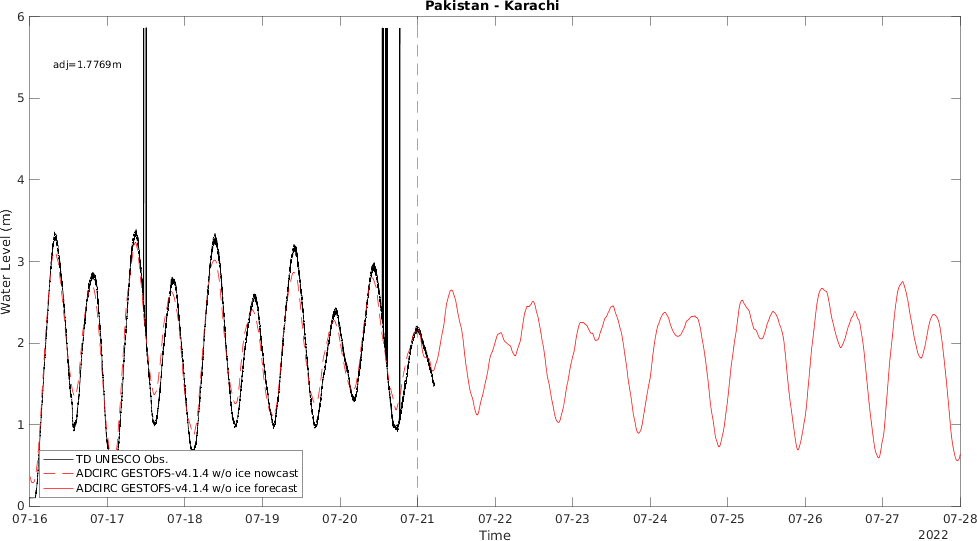 Pakistan - Karachi
6
adj=1.7769m
5
4
3
2
1
0
Water Level (m)
TD UNESCO Obs.
ADCIRC GESTOFS-v4.1.4 w/o ice nowcast
ADCIRC GESTOFS-v4.1.4 w/o ice forecast
07-16 07-17 07-18 07-19 07-20 07-21 07-22 07-23 07-24 07-25 07-26 07-27 07-28
Time
2022